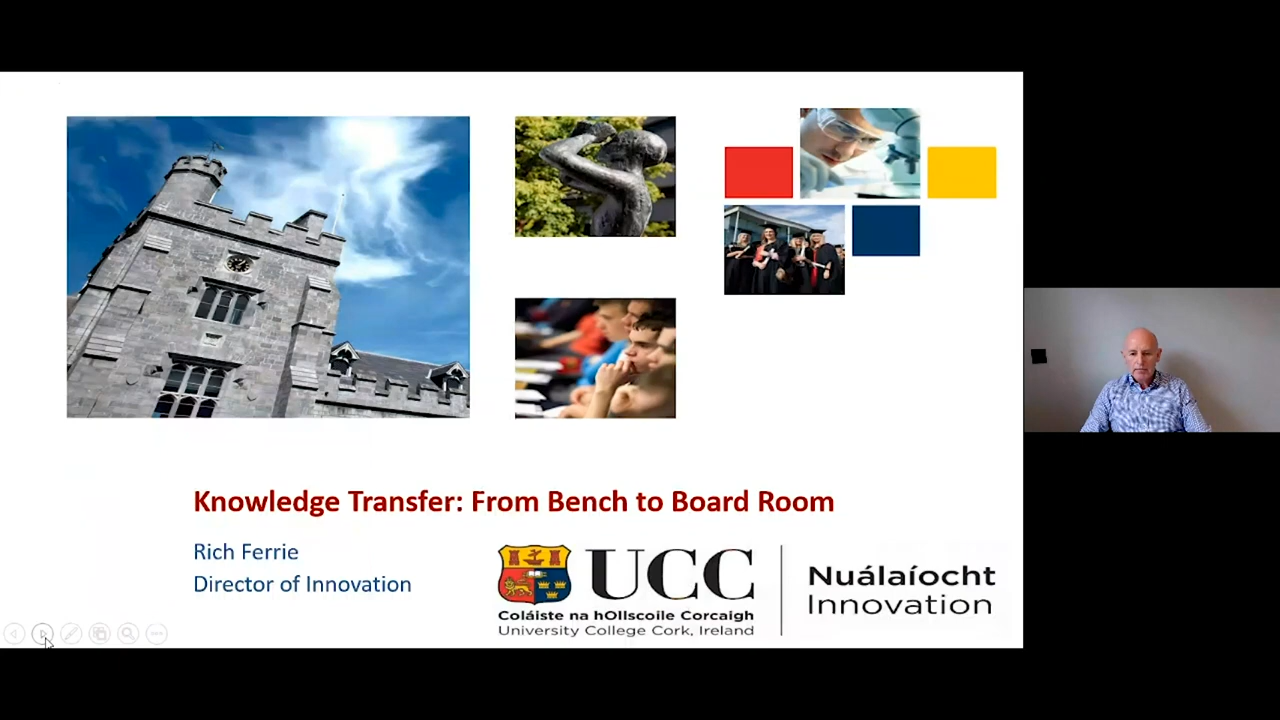 Knowledge Transfer: From Bench to Board Room
Rich Ferrie
Director of Innovation
UCC
Coláiste na hOllscoile Corcaigh
University College Cork, Ireland
Nuálaíocht
Innovation